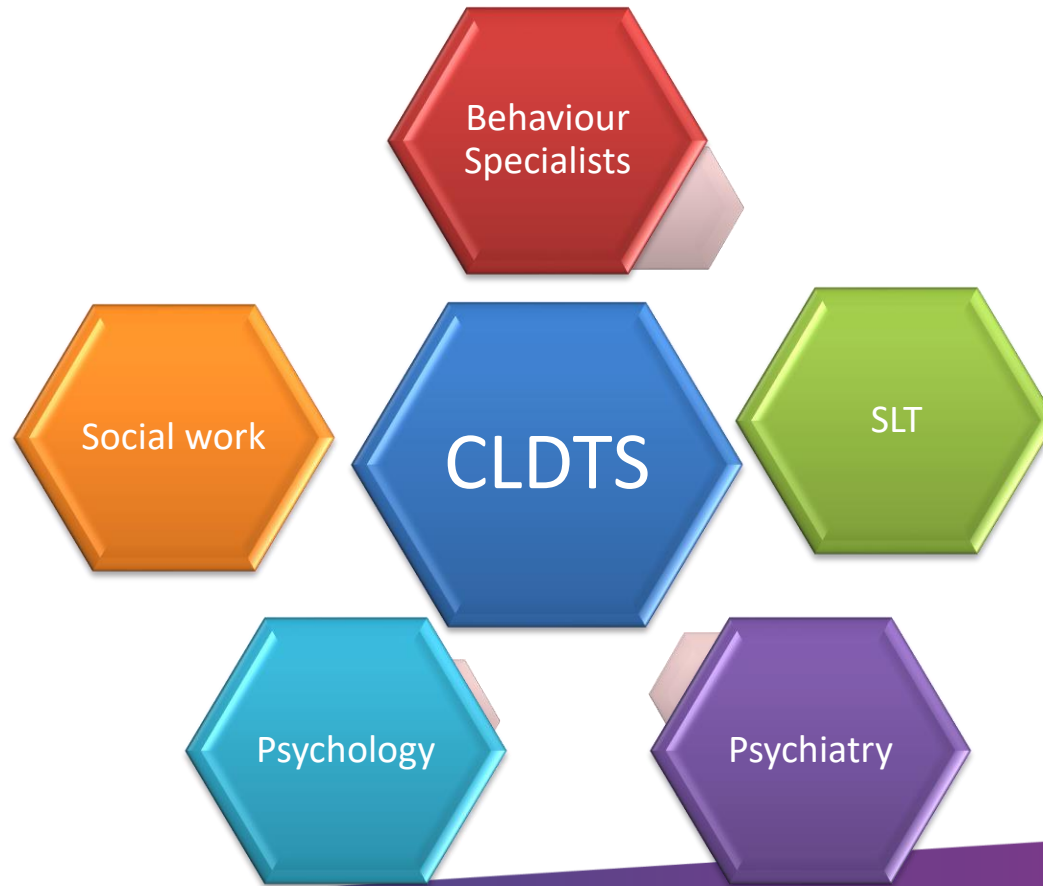 Behaviour
Specialists
Social work
CLDTS
SLT
Psychology
Psychiatry